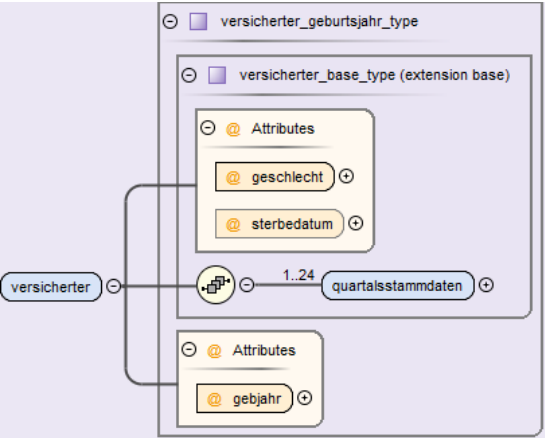 versicherter_geburtsjahr_type
versicherter_base_type (extension base)
@ Attributes
@ geschlecht
@ sterbedatum
versicherter
1..24
quartalsstammdaten
@ Attributes
@ gebjahr